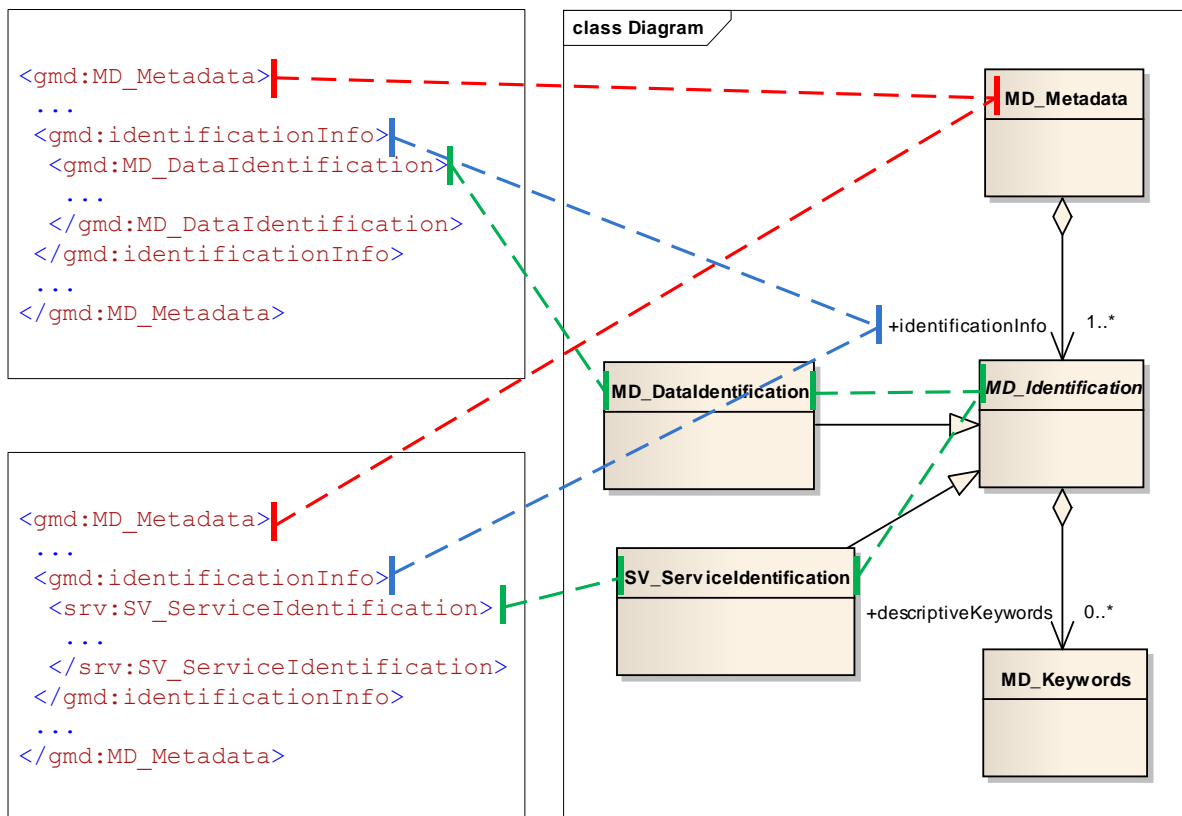 <gmd:MD_Metadata>
...
<gmd:identificationInfo>
<gmd:MD_DataIdentification>
...
</gmd:MD_DataIdentification>
</gmd:identificationInfo>
...
</gmd:MD_Metadata>
<gmd:MD_Metadata>
...
<gmd:identificationInfo>
<srv:SV_ServiceIdentification>
...
</srv:SV_ServiceIdentification>
</gmd:identificationInfo>
...
</gmd:MD_Metadata>
class Diagram
MD_Metadata
+identificationInfo
1..*
MD_DataIdentification
MD_Identification
SV_ServiceIdentification
+descriptiveKeywords
0..*
MD_Keywords